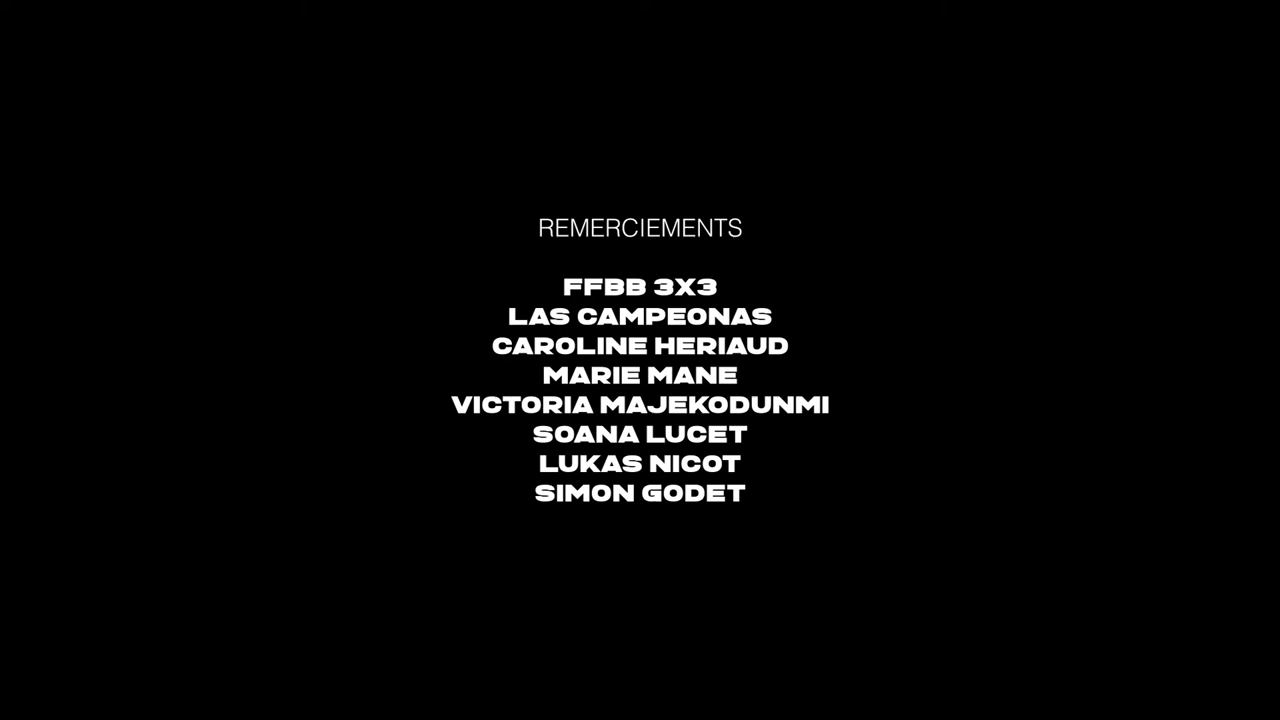 REMERCIEMENTS
FFBB 3X3
LAS CAMPEONAS
CAROLINE HERIAUD
MARIE MANE
VICTORIA MAJEKODUNMI
SOANA LUCET
LUKAS NICOT
SIMON GODET